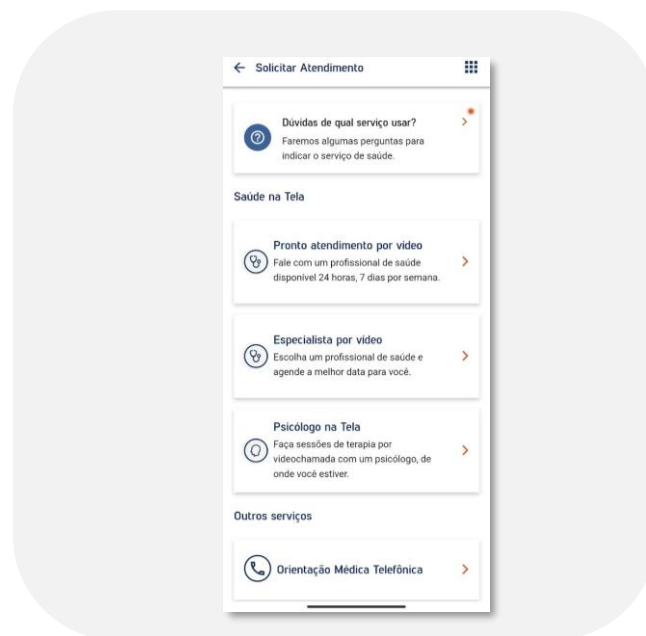 Solicitar Atendimento
Dúvidas de qual serviço usar?
Faremos algumas perguntas para
indicar o serviço de saúde.
Saúde na Tela
Pronto atendimento por vídeo
Fale com um profissional de saúde
disponível 24 horas, 7 dias por semana.
Especialista por vídeo
Escolha um profissional de saúde e
agende a melhor data para você.
Psicólogo na Tela
Faça sessões de terapia por
videochamada com um psicólogo, de
onde você estiver.
Outros serviços
Orientação Médica Telefônica